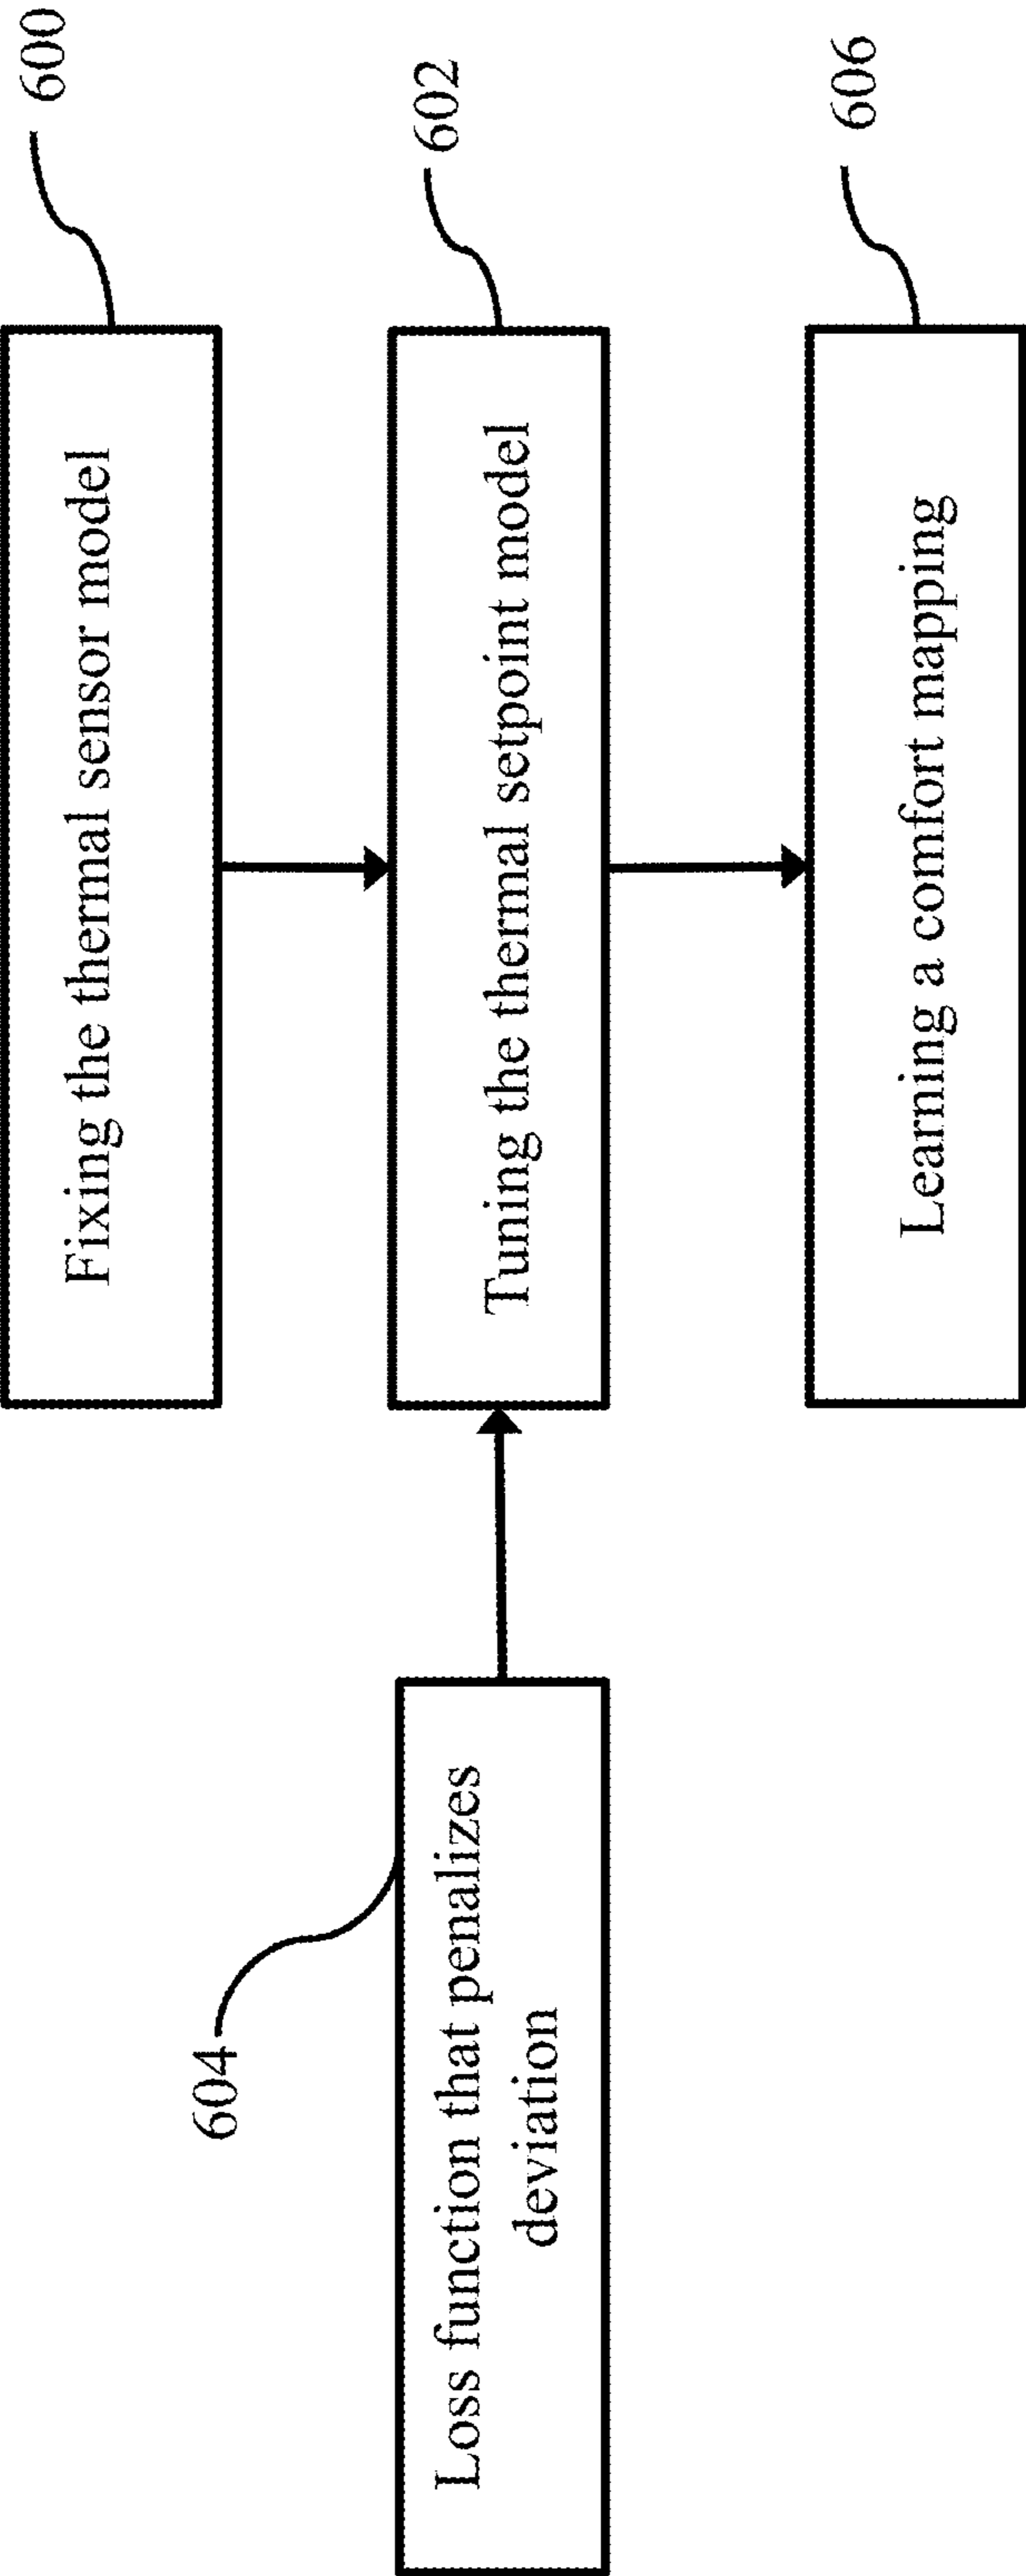 Fixing the thermal sensor model
600
Tuning the thermal setpoint model
602
604
Loss function that penalizes
deviation
Learning a comfort mapping
606